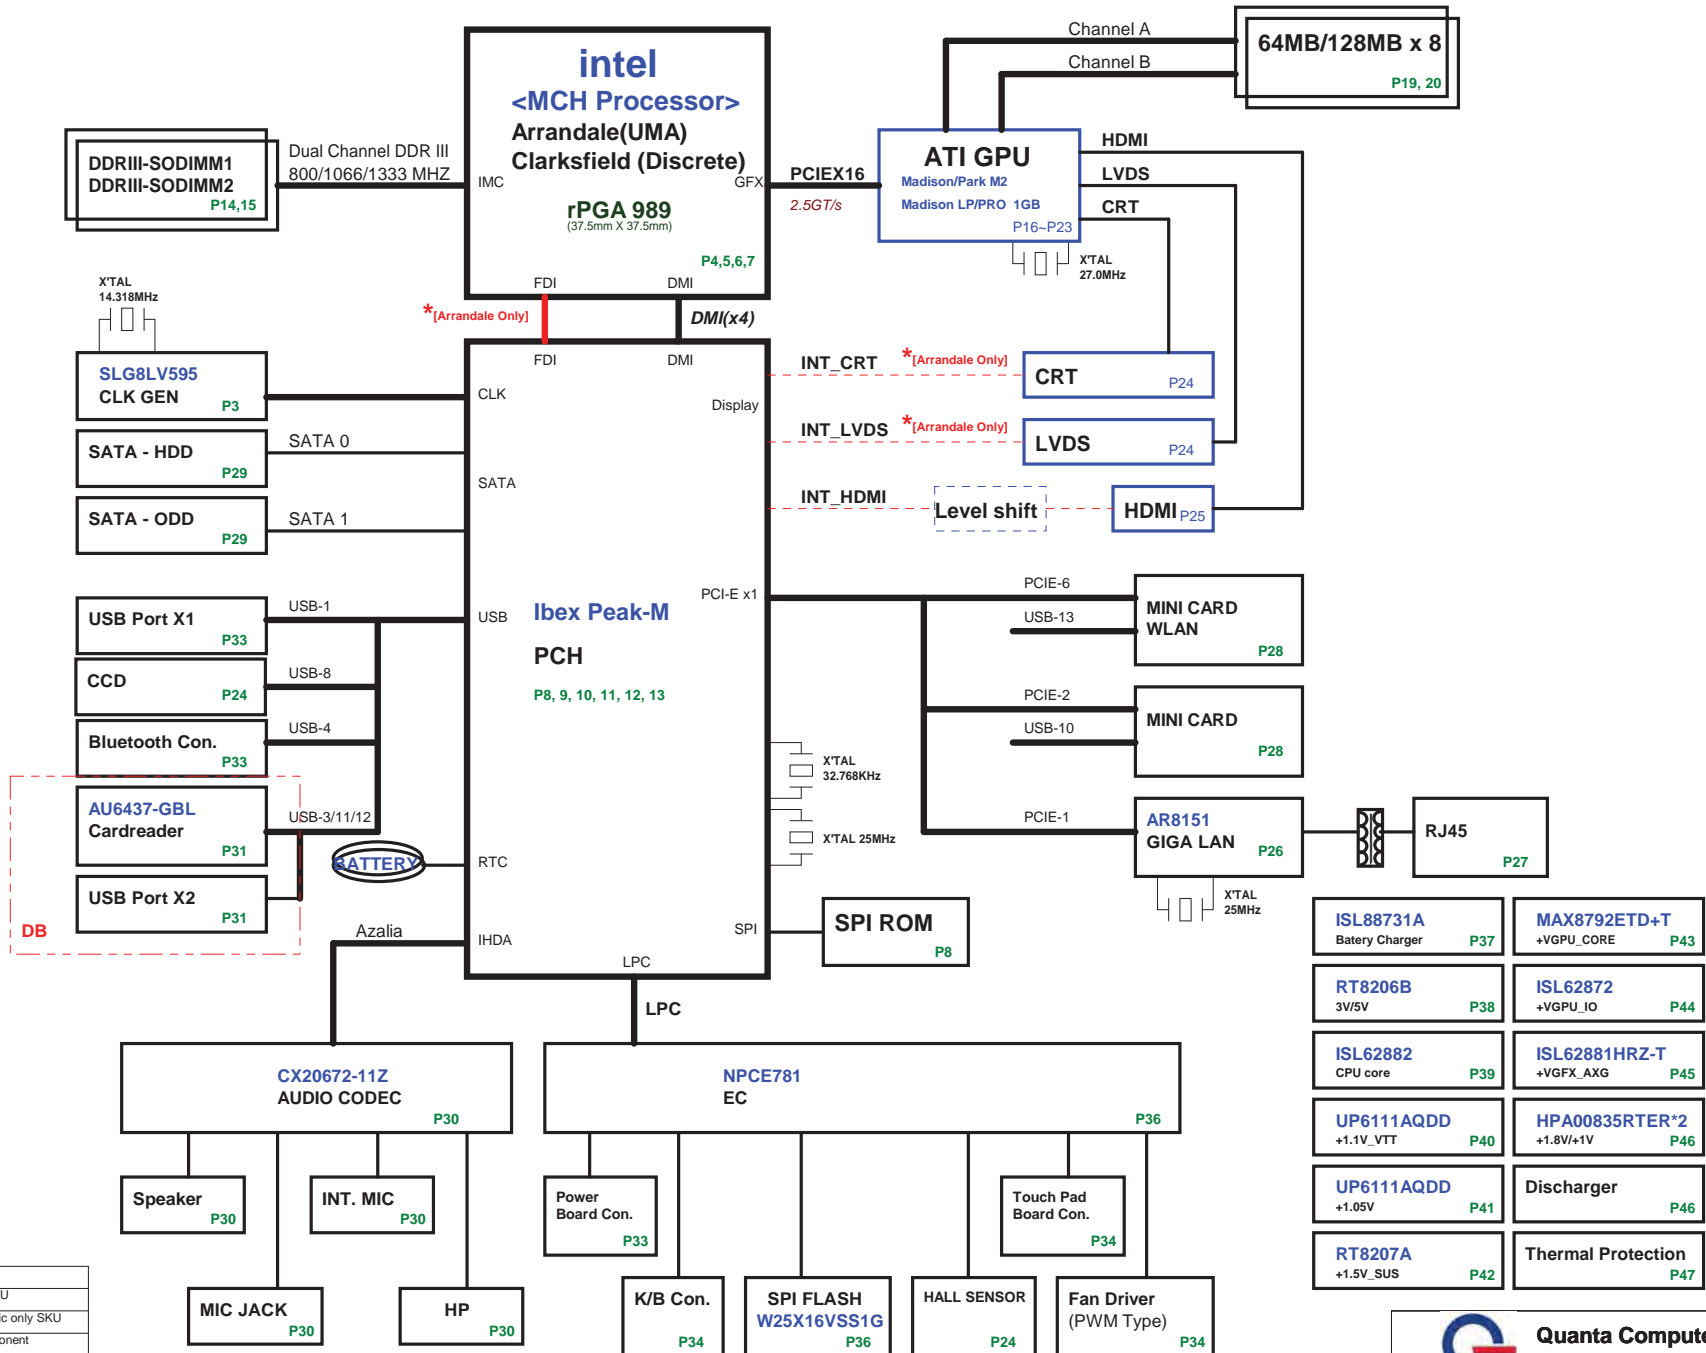 Channel A
Channel B
64MB/128MB x 8
P19, 20
intel
<MCH Processor>
Arrandale(UMA)
Clarksfield (Discrete)
IMC
GFX
rPGA 989
(37.5mm X 37.5mm)
P4,5,6,7
FDI
DMI
DDRIII-SODIMM1
DDRIII-SODIMM2
P14,15
Dual Channel DDR III
800/1066/1333 MHZ
PCIEX16
2.5GT/s
ATI GPU
Madison/Park M2
Madison LP/PRO 1GB
P16~P23
HDMI
LVDS
CRT
X'TAL
27.0MHz
X'TAL
14.318MHz
*[Arrandale Only]
DMI(x4)
SLG8LV595
CLK GEN
P3
SATA - HDD
P29
SATA 0
SATA - ODD
P29
SATA 1
FDI
DMI
CLK
Display
SATA
INT_CRT
*[Arrandale Only]
CRT
P24
INT_LVDS
*[Arrandale Only]
LVDS
P24
INT_HDMI
Level shift
HDMI
P25
USB Port X1
P33
USB-1
CCD
P24
USB-8
Bluetooth Con.
P33
USB-4
AU6437-GBL
Cardreader
P31
USB-3/11/12
USB Port X2
P31
DB
BATTERY
USB
PCI-E x1
Ibex Peak-M
PCH
P8, 9, 10, 11, 12, 13
RTC
IHDA
SPI
LPC
X'TAL
32.768KHz
X'TAL 25MHz
PCIE-6
USB-13
MINI CARD
WLAN
P28
PCIE-2
USB-10
MINI CARD
P28
PCIE-1
AR8151
GIGA LAN
P26
X'TAL
25MHz
RJ45
P27
SPI ROM
P8
Azalia
LPC
CX20672-11Z
AUDIO CODEC
P30
Speaker
P30
INT. MIC
P30
MIC JACK
P30
HP
P30
NPCE781
EC
P36
Power
Board Con.
P33
Touch Pad
Board Con.
P34
K/B Con.
P34
SPI FLASH
W25X16VSS1G
P36
HALL SENSOR
P24
Fan Driver
(PWM Type)
P34
ISL88731A
Batery Charger
P37
MAX8792ETD+T
+VGPU_CORE
P43
RT8206B
3V/5V
P38
ISL62872
+VGPU_IO
P44
ISL62882
CPU core
P39
ISL62881HRZ-T
+VGFX_AXG
P45
UP6111AQDD
+1.1V_VTT
P40
HPA00835RTER*2
+1.8V/+1V
P46
UP6111AQDD
+1.05V
P41
Discharger
P46
RT8207A
+1.5V_SUS
P42
Thermal Protection
P47
U
c only SKU
onent
Quanta Compute